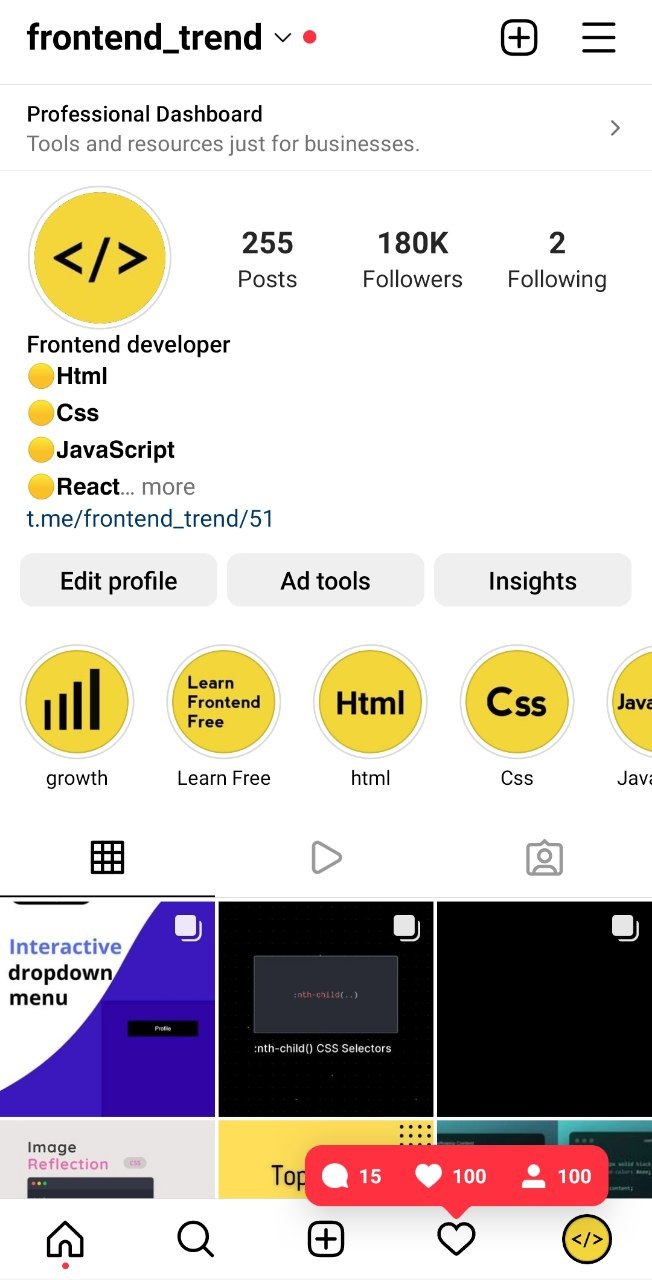 frontend_trend
Professional Dashboard
Tools and resources just for businesses.
</>
255
180K
2
Posts
Followers
Following
Frontend developer
Html
Css
JavaScript
React... more
t.me/frontend_trend/51
Edit profile
Ad tools
Insights
Learn
Frontend
Free
Html
Css
Java
growth
Learn Free
html
Css
Java
Interactive
dropdown
menu
Profile
:nth-child(..)
:nth-child() CSS Selectors
Image
Reflection
CSS
Top
15
100
100
</>